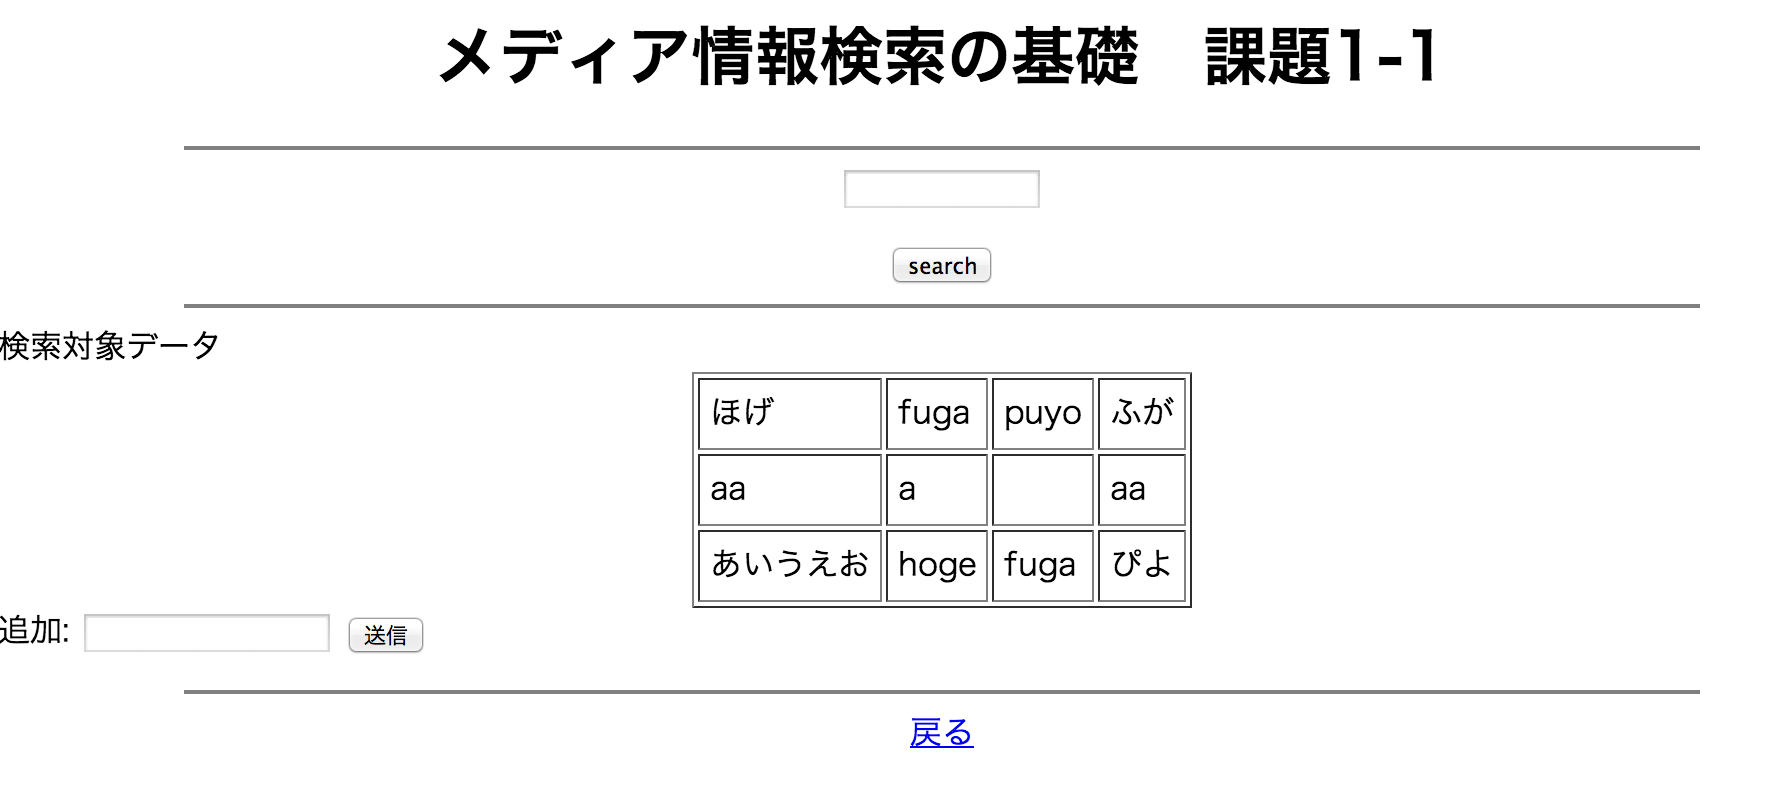 メディア情報検索の基礎　課題1-1
search
検索対象データ
ほげ fuga puyo ふが
aa a aa
あいうえお hoge fuga ぴよ
追加: 送信
戻る